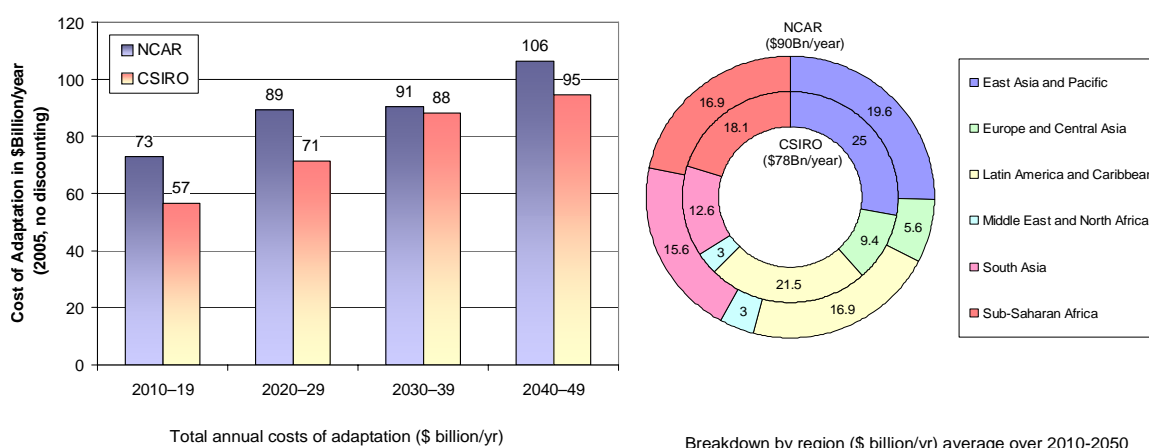 Cost of Adaptation in $Billion/year
(2005, no discounting)
120
100
80
60
40
20
0
NCAR
CSIRO
73
57
89
71
91
88
106
95
2010–19
2020–29
2030–39
2040–49
Total annual costs of adaptation ($ billion/yr)
NCAR
($90Bn/year)
CSIRO
($78Bn/year)
19.6
5.6
16.9
3
15.6
16.9
25
9.4
21.5
3
12.6
18.1
East Asia and Pacific
Europe and Central Asia
Latin America and Caribbean
Middle East and North Africa
South Asia
Sub-Saharan Africa
Breakdown by region ($ billion/yr) average over 2010-2050